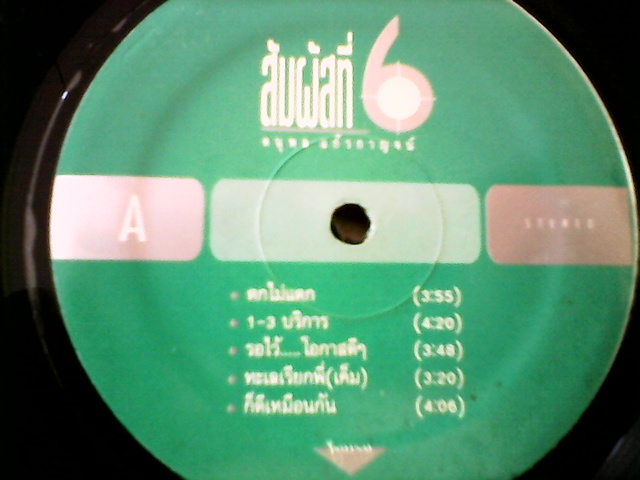 สัมผัสที่ 6
A
STEREO
ตกไม่แตก (3:55)
1-3 บริการ (4:20)
รอไว้....โอกาสดีๆ (3:48)
ทะเลเรียกพี่(เค็ม) (3:20)
ก็ดีเหมือนกัน (4:06)